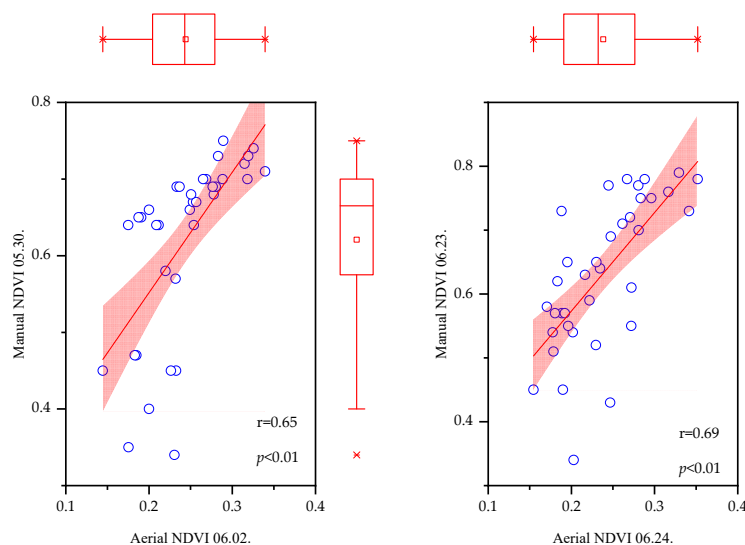 0.8
0.6
0.4
Manual NDVI 05.30.
r=0.65
p<0.01
0.1 0.2 0.3 0.4
Aerial NDVI 06.02.
0.8
0.6
0.4
Manual NDVI 06.23.
r=0.69
p<0.01
0.1 0.2 0.3 0.4
Aerial NDVI 06.24.